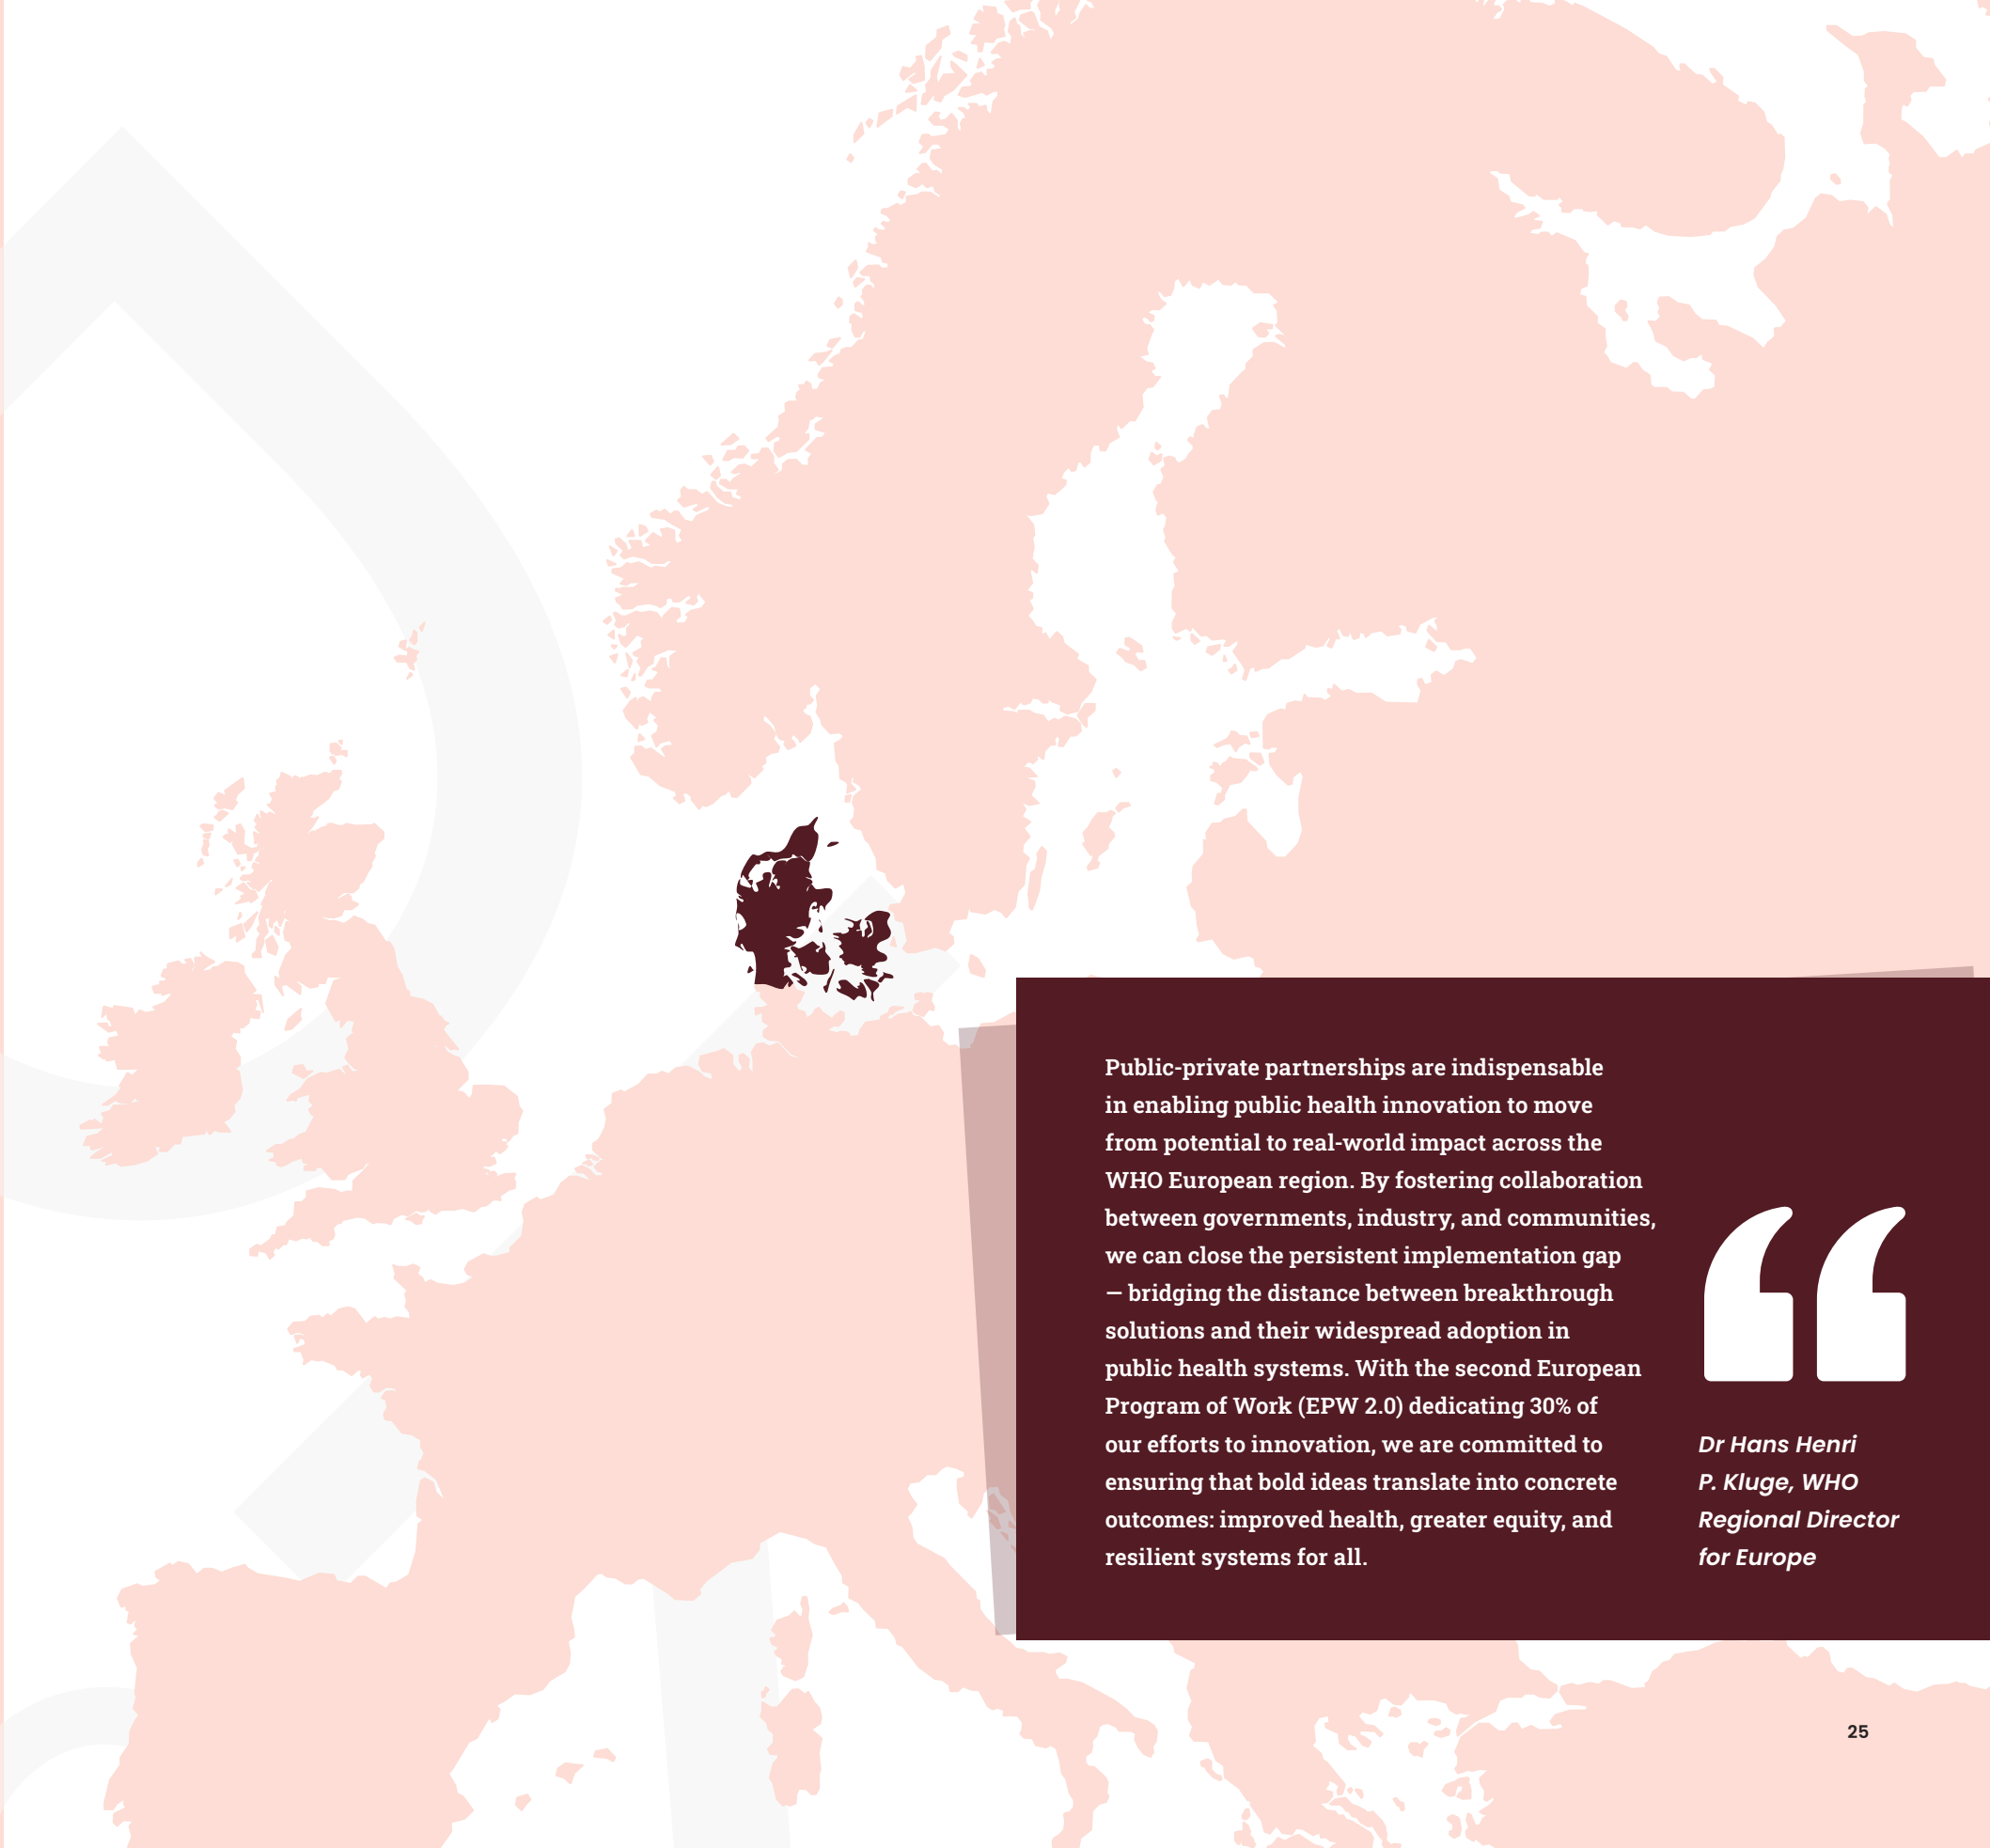 Public-private partnerships are indispensable
in enabling public health innovation to move
from potential to real-world impact across the
WHO European region. By fostering collaboration
between governments, industry, and communities,
we can close the persistent implementation gap
— bridging the distance between breakthrough
solutions and their widespread adoption in
public health systems. With the second European
Program of Work (EPW 2.0) dedicating 30% of
our efforts to innovation, we are committed to
ensuring that bold ideas translate into concrete
outcomes: improved health, greater equity, and
resilient systems for all.
“
Dr Hans Henri
P. Kluge, WHO
Regional Director
for Europe
25